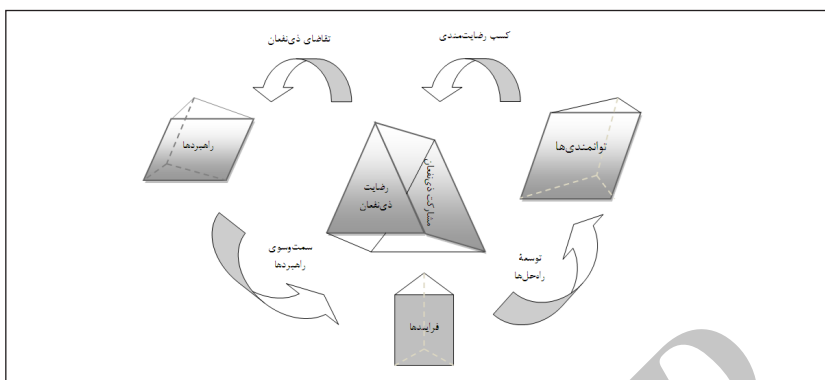 کسب رضایت‌مندی
تقاضای ذی‌نفعان
توانمندی‌ها
راهبردها
رضایت
ذی‌نفعان
مشارکت ذی‌نفعان
سمت‌وسوی
راهبردها
توسعهٔ
راه‌حل‌ها
فرایندها